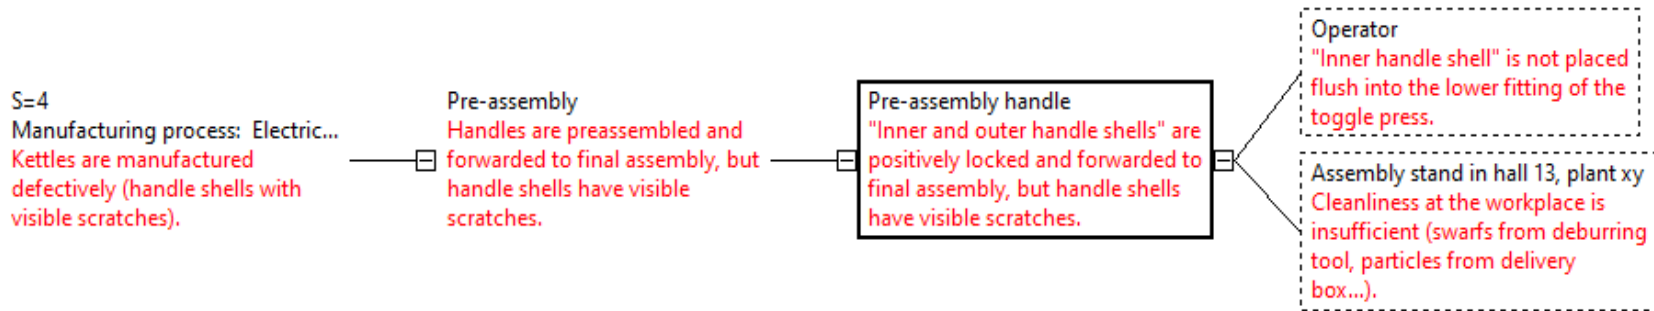 S=4
Manufacturing process:  Electric...
Kettles are manufactured
defectively (handle shells with
visible scratches).
Pre-assembly
Handles are preassembled and
forwarded to final assembly, but
handle shells have visible
scratches.
Pre-assembly handle
"Inner and outer handle shells" are
positively locked and forwarded to
final assembly, but handle shells
have visible scratches.
Operator
"Inner handle shell" is not placed
flush into the lower fitting of the
toggle press.
Assembly stand in hall 13, plant xy
Cleanliness at the workplace is
insufficient (swarfs from deburring
tool, particles from delivery
box...).